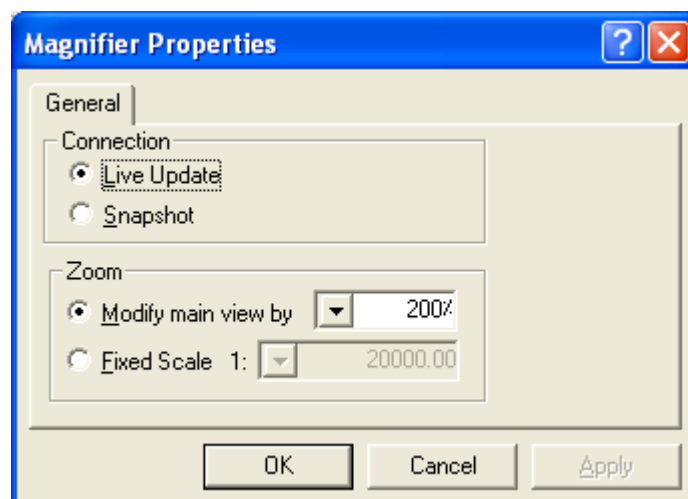 Magnifier Properties ?
General
Connection
Live Update
Snapshot
Zoom
Modify main view by 200%
Fixed Scale 1: 20000.00
OK Cancel Apply